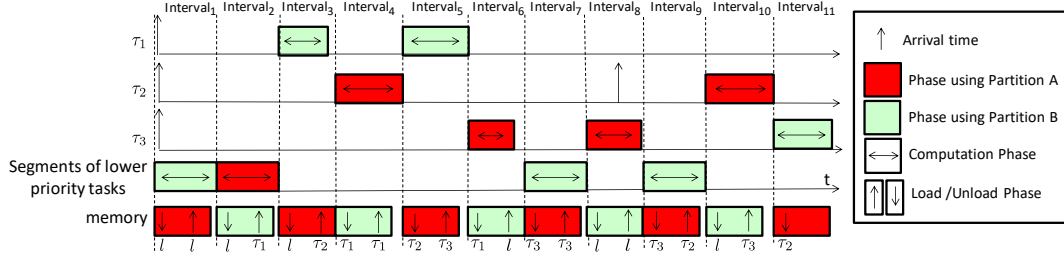 Interval₁ Interval₂ Interval₃ Interval₄ Interval₅ Interval₆ Interval₇ Interval₈ Interval₉ Interval₁₀ Interval₁₁
τ₁
τ₂
τ₃
Segments of lower
priority tasks
t
memory
l l l τ₁ l τ₂ τ₁ τ₁ τ₂ τ₃ τ₁ l τ₃ τ₃ l l τ₃ τ₂ l τ₃ τ₂
Arrival time
Phase using Partition A
Phase using Partition B
Computation Phase
Load /Unload Phase